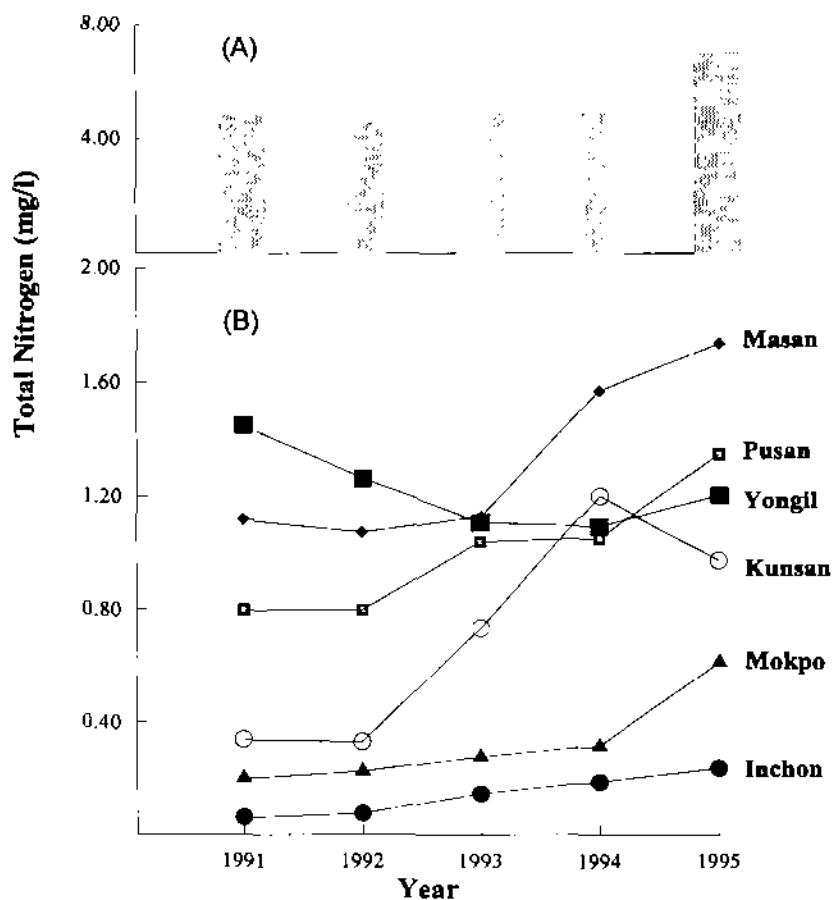 8.00
(A)
4.00
Total Nitrogen (mg/l)
2.00
(B)
Masan
1.60
Pusan
1.20
Yongil
Kunsan
0.80
Mokpo
0.40
Inchon
1991 1992 1993 1994 1995
Year